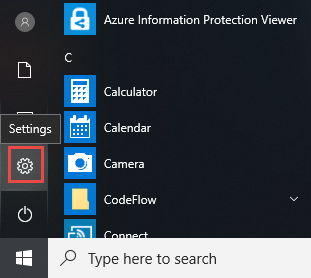 Azure Information Protection Viewer
C
Calculator
Settings
Calendar
Camera
CodeFlow
Connect
Type here to search